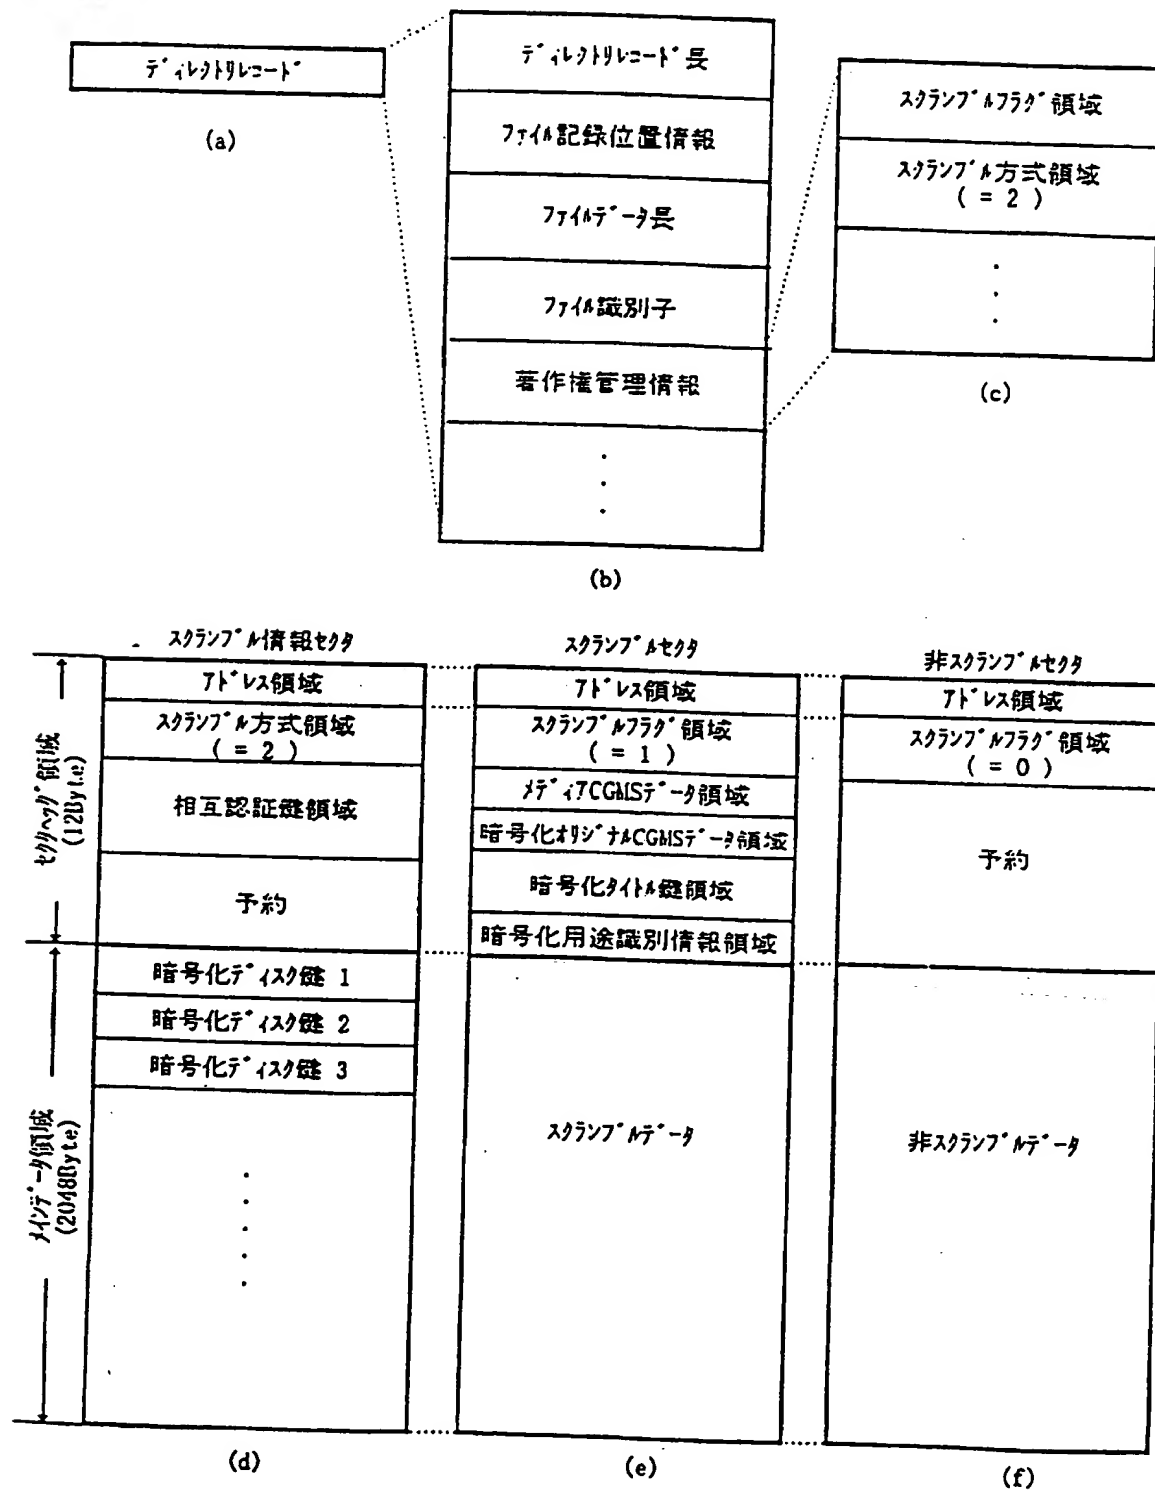 ディレクトリレコード
(a)
ディレクトリレコード長
ファイル記録位置情報
ファイルデータ長
ファイル識別子
著作権管理情報
(b)
スクランブルフラグ領域
スクランブル方式領域
( = 2 )
(c)
スクランブル情報セクタ
アドレス領域
スクランブル方式領域
( = 2 )
相互認証鍵領域
予約
暗号化ディスク鍵 1
暗号化ディスク鍵 2
暗号化ディスク鍵 3
(d)
セクタヘッダ領域
(12Byte)
メインデータ領域
(2048Byte)
スクランブルセクタ
アドレス領域
スクランブルフラグ領域
( = 1 )
メディアCGMSデータ領域
暗号化オリジナルCGMSデータ領域
暗号化タイトル鍵領域
暗号化用途識別情報領域
スクランブルデータ
(e)
非スクランブルセクタ
アドレス領域
スクランブルフラグ領域
( = 0 )
予約
非スクランブルデータ
(f)